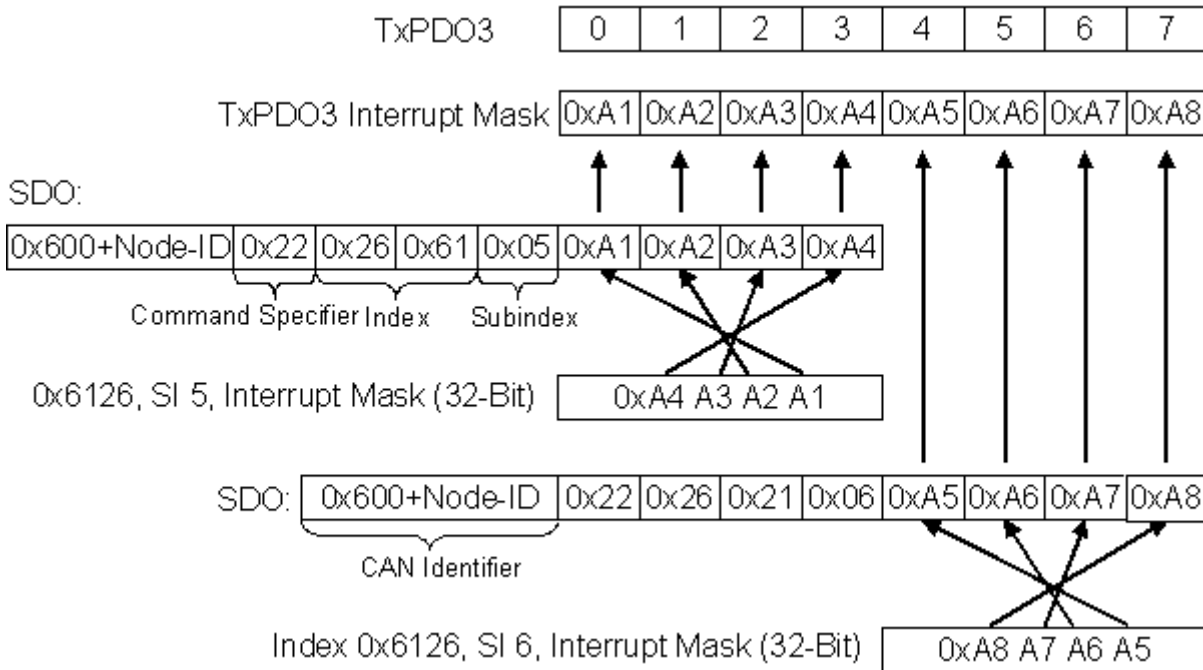 TxPDO3 0 1 2 3 4 5 6 7
TxPDO3 Interrupt Mask 0xA1 0xA2 0xA3 0xA4 0xA5 0xA6 0xA7 0xA8
SDO:
0x600+Node-ID 0x22 0x26 0x61 0x05 0xA1 0xA2 0xA3 0xA4
Command Specifier Index Subindex
0x6126, SI 5, Interrupt Mask (32-Bit) 0xA4 A3 A2 A1
SDO: 0x600+Node-ID 0x22 0x26 0x21 0x06 0xA5 0xA6 0xA7 0xA8
CAN Identifier
Index 0x6126, SI 6, Interrupt Mask (32-Bit) 0xA8 A7 A6 A5